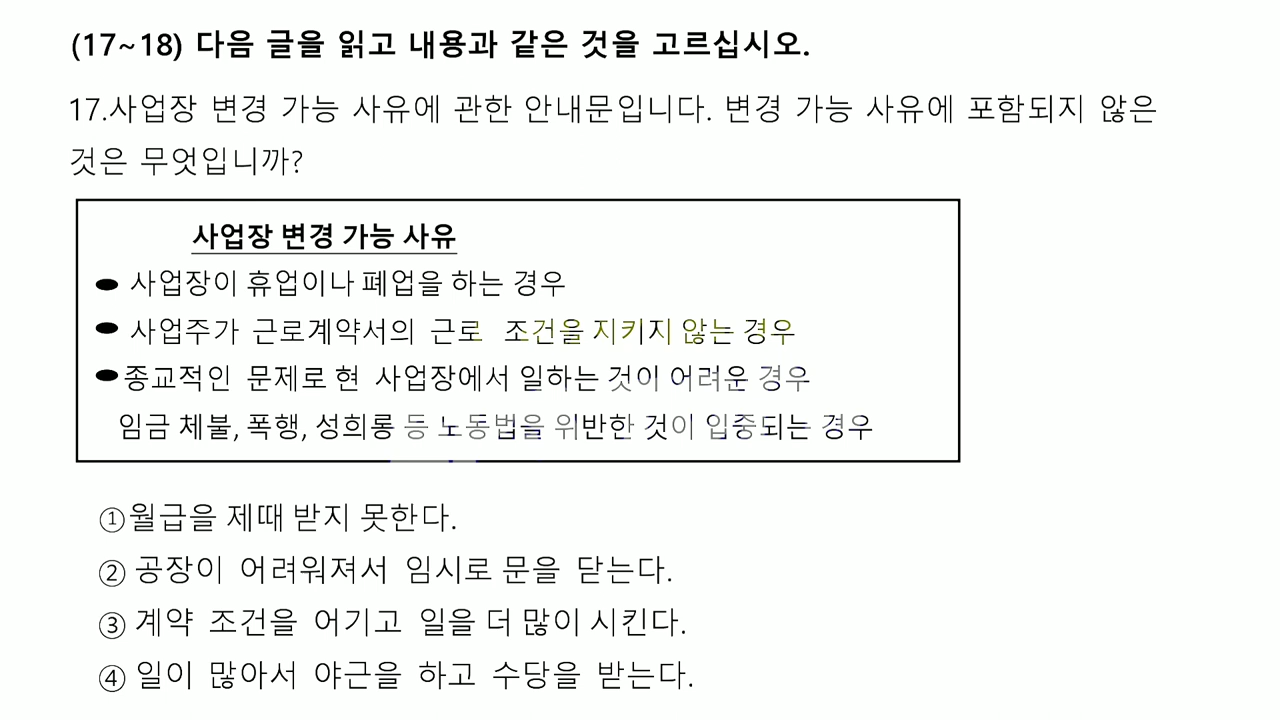 (17~18) 다음 글을 읽고 내용과 같은 것을 고르십시오.
17.사업장 변경 가능 사유에 관한 안내문입니다. 변경 가능 사유에 포함되지 않은
것은 무엇입니까?
사업장 변경 가능 사유
● 사업장이 휴업이나 폐업을 하는 경우
● 사업주가 근로계약서의 근로 조건을 지키지 않는 경우
● 종교적인 문제로 현 사업장에서 일하는 것이 어려운 경우
임금 체불, 폭행, 성희롱 등 노동법을 위반한 것이 입중되는 경우
①월급을 제때 받지 못한다.
② 공장이 어려워져서 임시로 문을 닫는다.
③ 계약 조건을 어기고 일을 더 많이 시킨다.
④ 일이 많아서 야근을 하고 수당을 받는다.